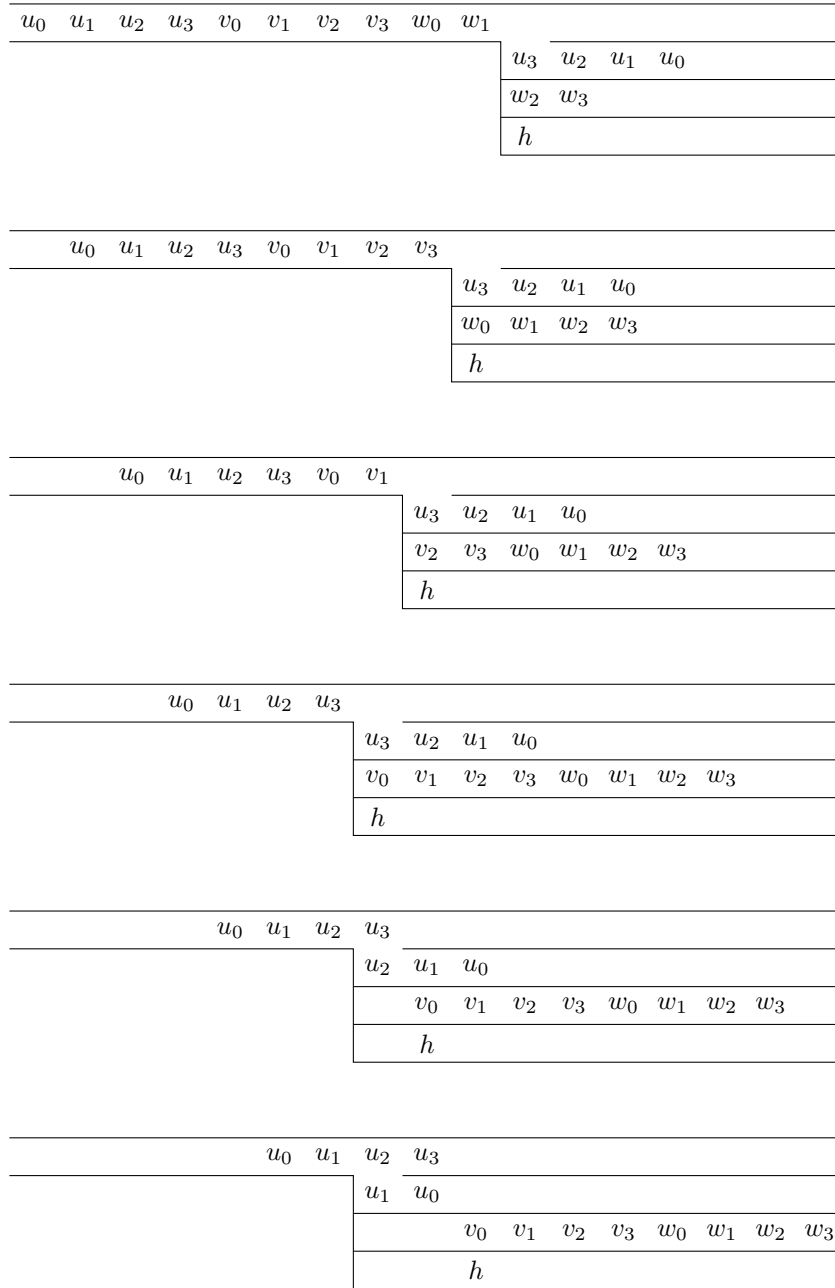 u₀ u₁ u₂ u₃ v₀ v₁ v₂ v₃ w₀ w₁
u₃ u₂ u₁ u₀
w₂ w₃
h
u₀ u₁ u₂ u₃ v₀ v₁ v₂ v₃
u₃ u₂ u₁ u₀
w₀ w₁ w₂ w₃
h
u₀ u₁ u₂ u₃ v₀ v₁
u₃ u₂ u₁ u₀
v₂ v₃ w₀ w₁ w₂ w₃
h
u₀ u₁ u₂ u₃
u₃ u₂ u₁ u₀
v₀ v₁ v₂ v₃ w₀ w₁ w₂ w₃
h
u₀ u₁ u₂ u₃
u₂ u₁ u₀
v₀ v₁ v₂ v₃ w₀ w₁ w₂ w₃
h
u₀ u₁ u₂ u₃
u₁ u₀
v₀ v₁ v₂ v₃ w₀ w₁ w₂ w₃
h